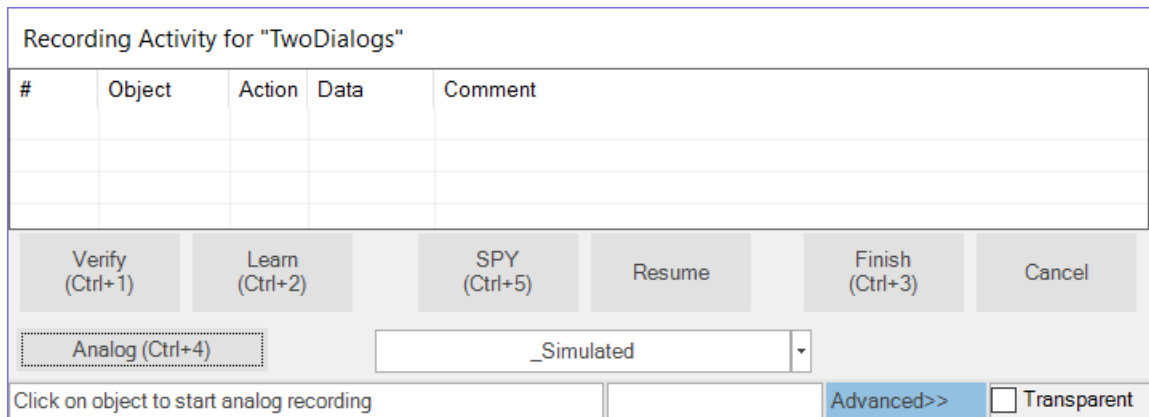 Recording Activity for "TwoDialogs"
# Object Action Data Comment
Verify Learn SPY Resume Finish Cancel
(Ctrl+1) (Ctrl+2) (Ctrl+5) (Ctrl+3)
Analog (Ctrl+4) _Simulated
Click on object to start analog recording Advanced>> Transparent